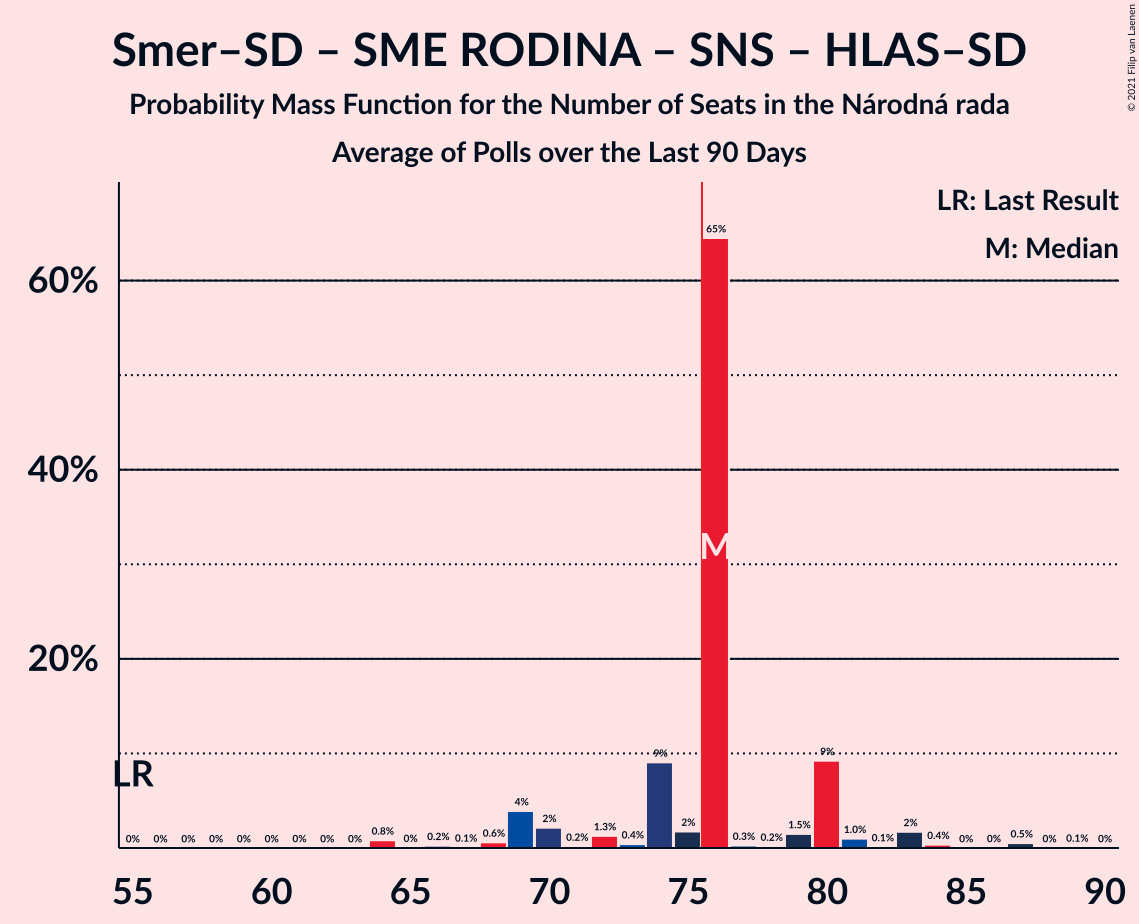 Smer–SD – SME RODINA – SNS – HLAS–SD
Probability Mass Function for the Number of Seats in the Národná rada
Average of Polls over the Last 90 Days
© 2021 Filip van Laenen
LR: Last Result
M: Median
65%
60%
40%
M
20%
9% 9%
LR
0% 0% 0% 0% 0% 0% 0% 0% 0% 0.8% 0% 0.2% 0.1% 0.6% 4% 2% 0.2% 1.3% 0.4% 2% 0.3% 0.2% 1.5% 1.0% 0.1% 2% 0.4% 0% 0% 0.5% 0% 0.1% 0%
55 60 65 70 75 80 85 90